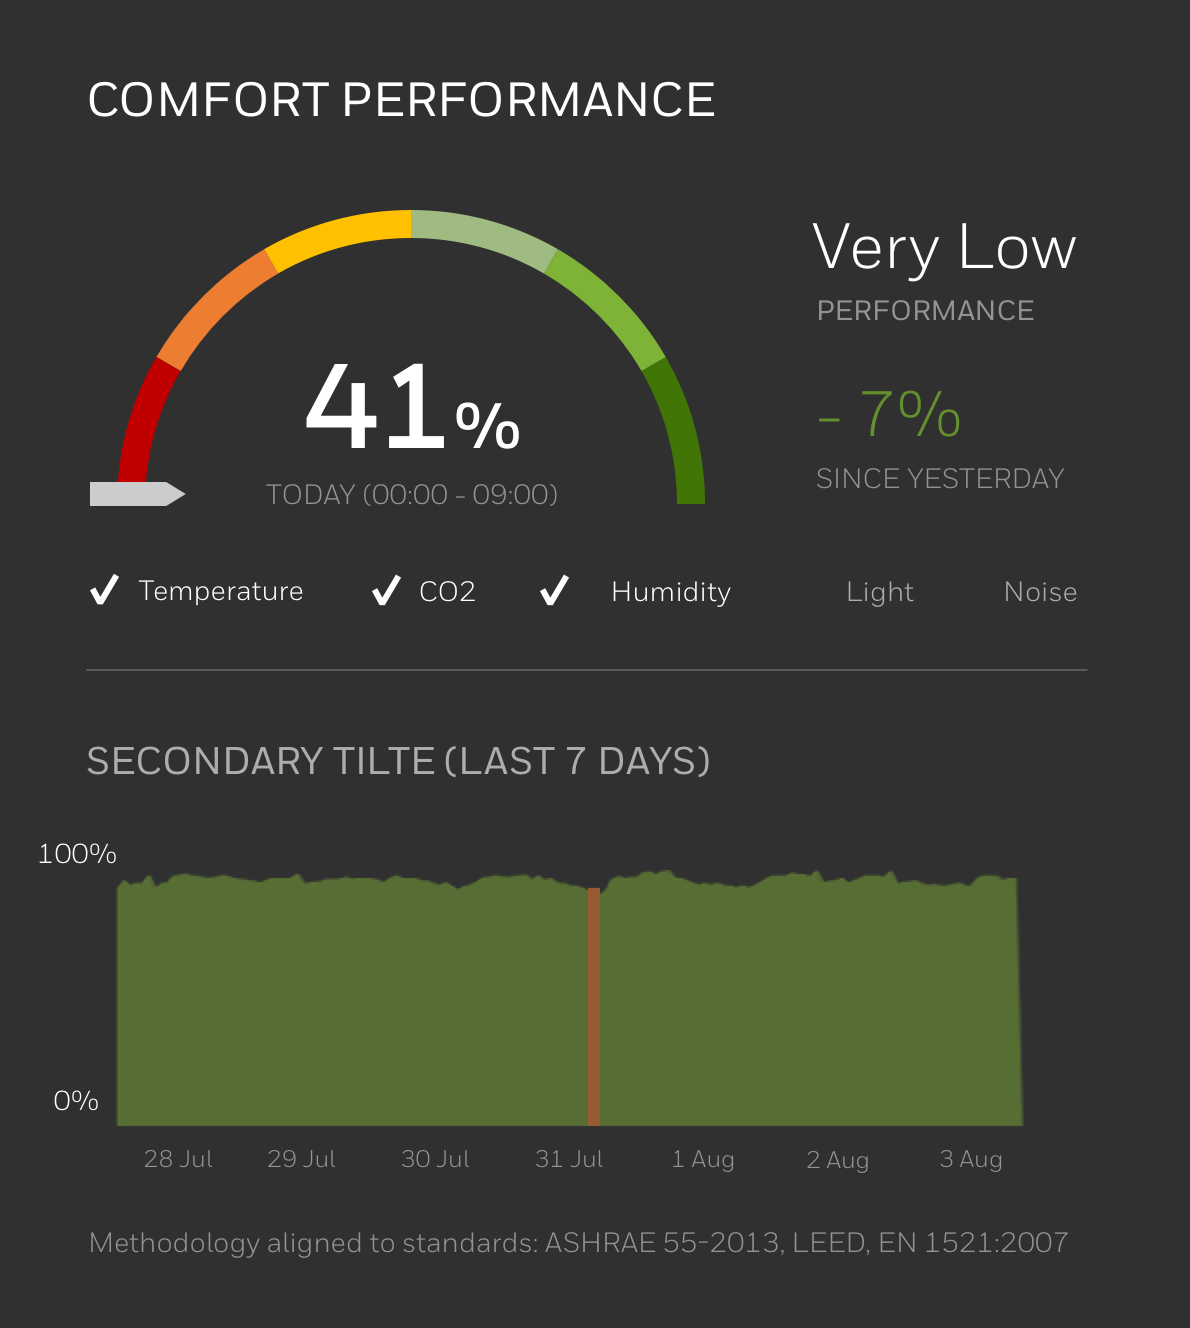 COMFORT PERFORMANCE
Very Low
PERFORMANCE
41%
- 7%
TODAY (00:00 - 09:00)
SINCE YESTERDAY
Temperature CO2 Humidity Light Noise
SECONDARY TILTE (LAST 7 DAYS)
100%
0%
28 Jul 29 Jul 30 Jul 31 Jul 1 Aug 2 Aug 3 Aug
Methodology aligned to standards: ASHRAE 55-2013, LEED, EN 1521:2007